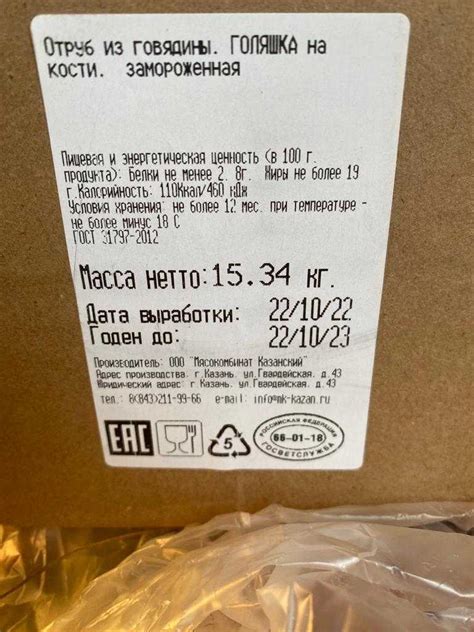 Отруб из говядины. ГОЛЯШКА на
кости. замороженная
Пищевая и энергетическая ценность (в 100 г.
продукта): Белки не менее 2. 8г. Жиры не более 19
г.Калорийность: 110Ккал/460 кДж
Условия хранения: не более 12 мес. при температуре -
не более минус 18 С
ГОСТ 31797-2012
Масса нетто:15.34 кг.
Дата выработки: 22/10/22
Годен до: 22/10/23
Производитель: ООО "Мясокомбинат Казанский"
Адрес производства: г.Казань. ул.Гвардейская. д.43
Юридический адрес: г.Казань. ул.Гвардейская. д.43
тел.: 8(843)211-99-66 e-mail: info@mk-kazan.ru
ЕАС
5
РОССИЙСКАЯ ФЕДЕРАЦИЯ
66-01-18
ГОСВЕТСЛУЖБА